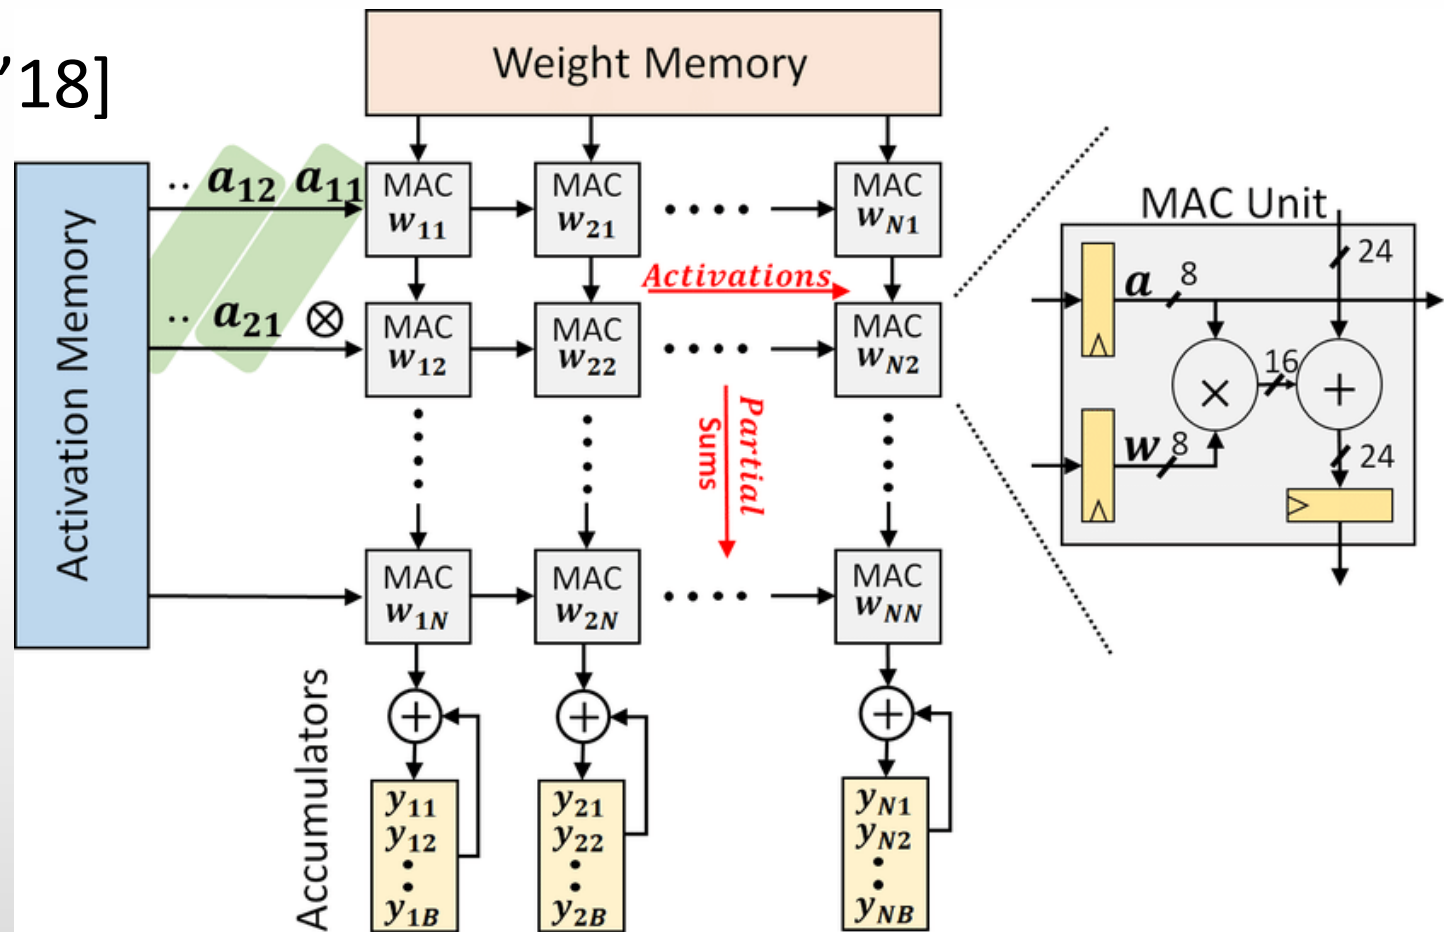 ’18]
Weight Memory
Activation Memory
.. a12 a11
.. a21 ⊗
MAC w11
MAC w21
....
MAC wN1
Activations
MAC w12
MAC w22
....
MAC wN2
Partial
Sums
MAC w1N
MAC w2N
....
MAC wNN
Accumulators
+
+
+
y11
y12
y1B
y21
y22
y2B
yN1
yN2
yNB
MAC Unit
24
a 8
×
16
+
w 8
24